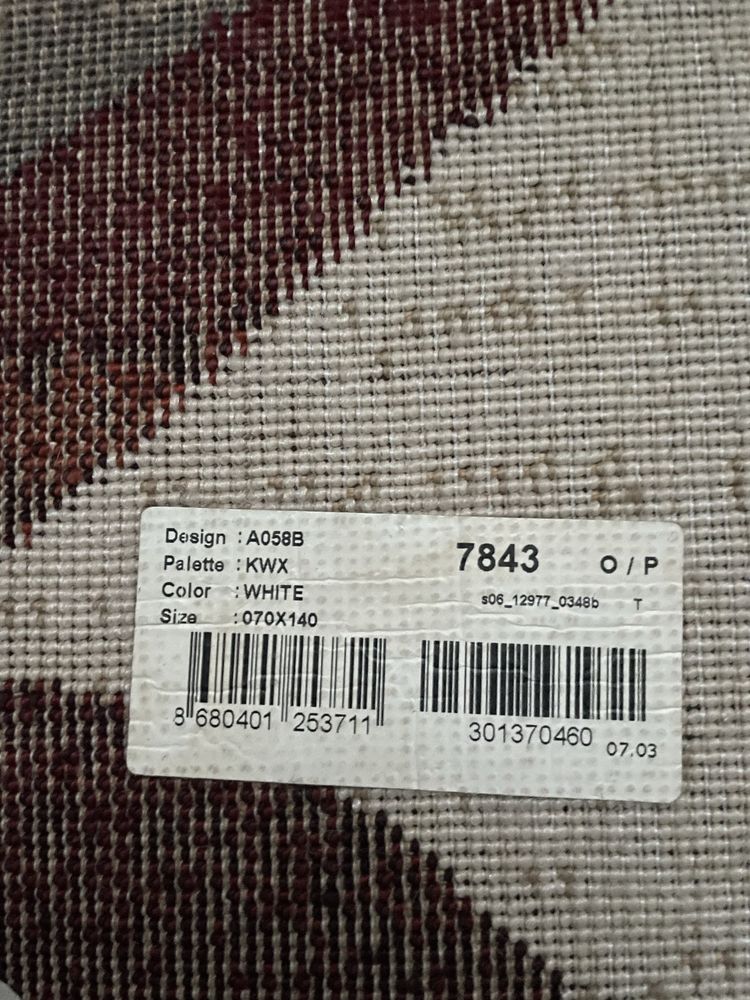 Design : A058B
Palette : KWX
Color : WHITE
Size : 070X140
7843 O / P
s06_12977_0348b T
8 680401 253711
301370460 07.03